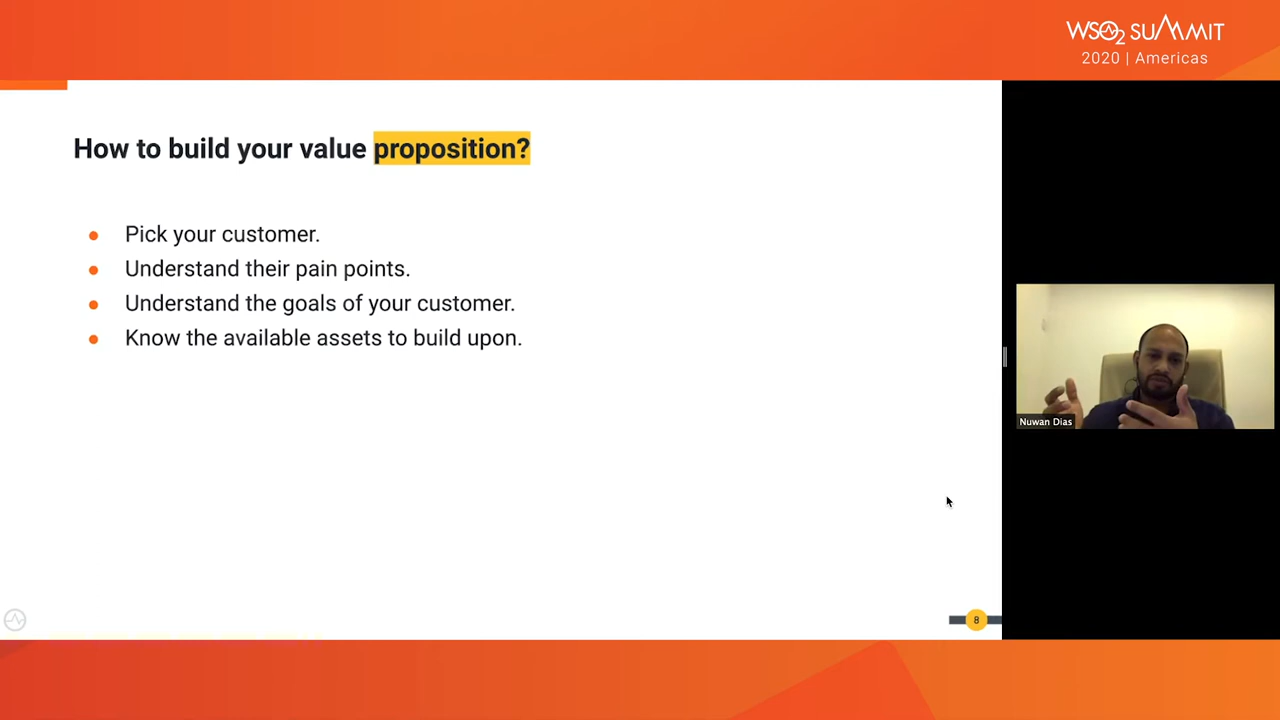 WSO2 SUMMIT
2020 | Americas
How to build your value proposition?
Pick your customer.
Understand their pain points.
Understand the goals of your customer.
Know the available assets to build upon.
Nuwan Dias
8